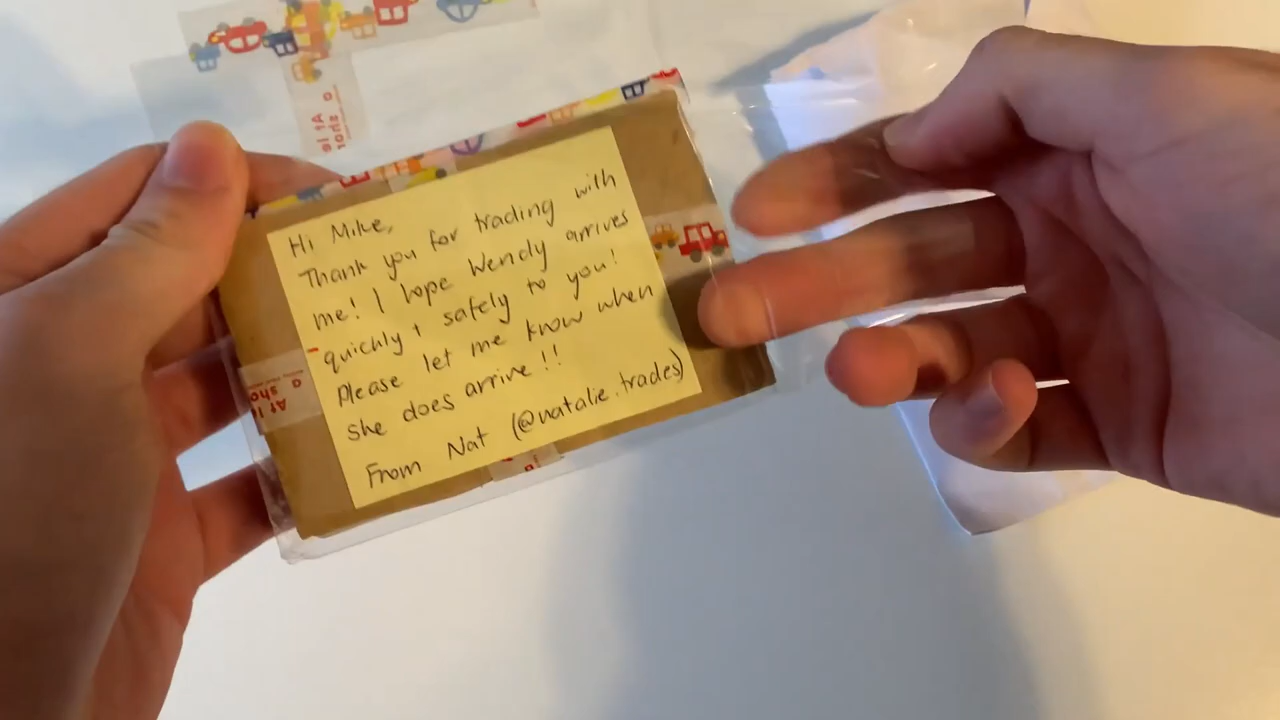 Hi Mike,
Thank you for trading with
me! I hope Wendy arrives
quickly + safely to you!
Please let me know when
she does arrive!!
From Nat (@natalie.trades)